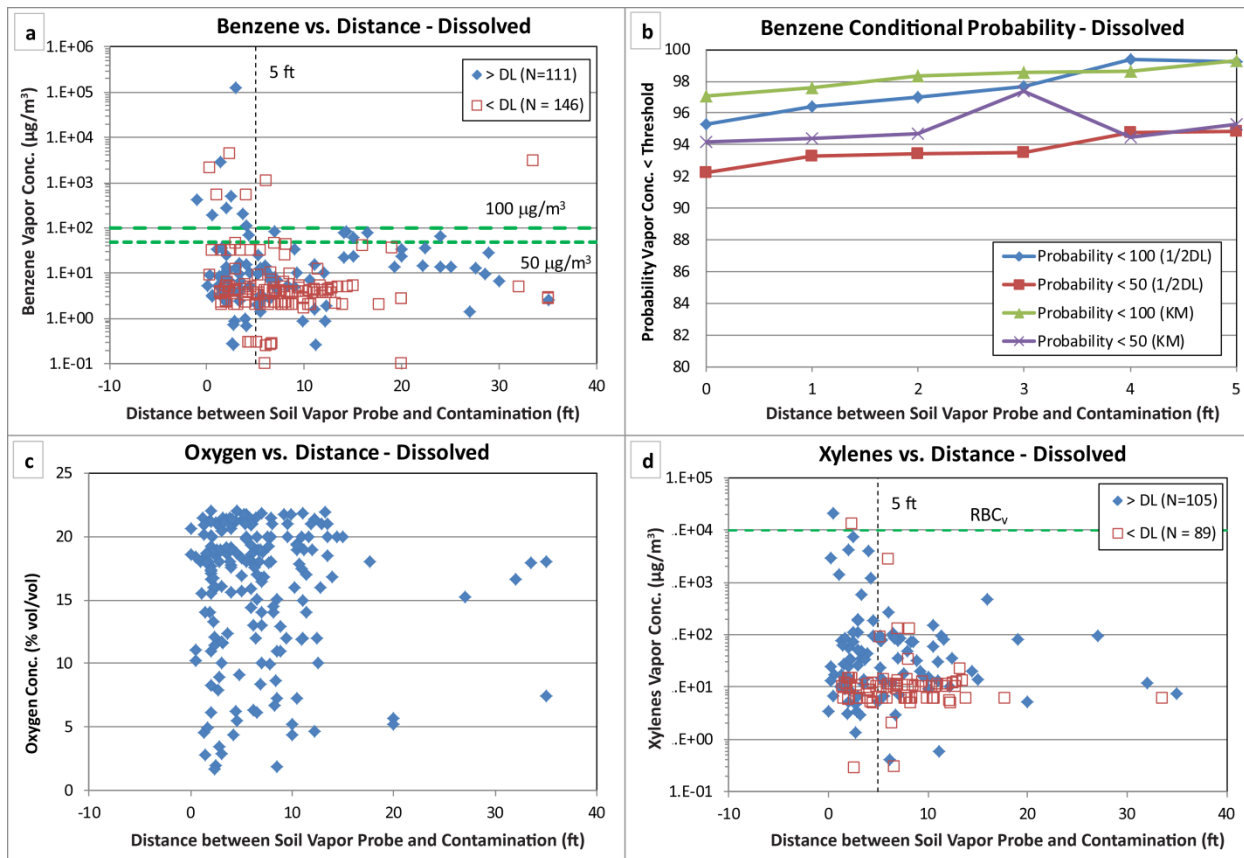 a
Benzene vs. Distance - Dissolved
1.E+06
1.E+05
1.E+04
1.E+03
1.E+02
1.E+01
1.E+00
1.E-01
Benzene Vapor Conc. (µg/m³)
5 ft
> DL (N=111)
< DL (N = 146)
100 µg/m³
50 µg/m³
-10 0 10 20 30 40
Distance between Soil Vapor Probe and Contamination (ft)
b
Benzene Conditional Probability - Dissolved
100
98
96
94
92
90
88
86
84
82
80
Probability Vapor Conc. < Threshold
Probability < 100 (1/2DL)
Probability < 50 (1/2DL)
Probability < 100 (KM)
Probability < 50 (KM)
0 1 2 3 4 5
Distance between Soil Vapor Probe and Contamination (ft)
c
Oxygen vs. Distance - Dissolved
25
20
15
10
5
0
Oxygen Conc. (% vol/vol)
-10 0 10 20 30 40
Distance between Soil Vapor Probe and Contamination (ft)
d
Xylenes vs. Distance - Dissolved
1.E+05
1.E+04
1.E+03
1.E+02
1.E+01
1.E+00
1.E-01
Xylenes Vapor Conc. (µg/m³)
5 ft
RBCv
> DL (N=105)
< DL (N = 89)
-10 0 10 20 30 40
Distance between Soil Vapor Probe and Contamination (ft)